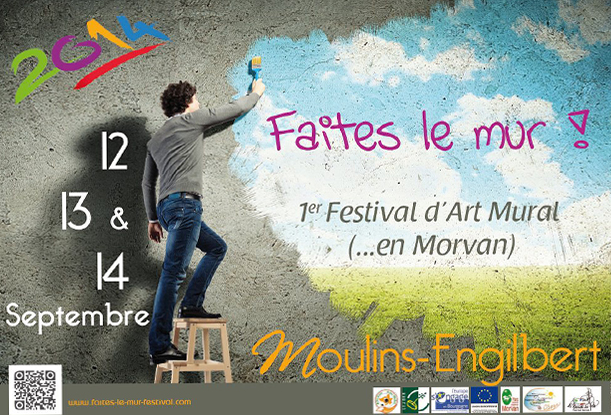 2014
Faites le mur !
12
13 &
14
Septembre
1er Festival d'Art Mural
(...en Morvan)
Moulins-Engilbert
www.faites-le-mur-festival.com